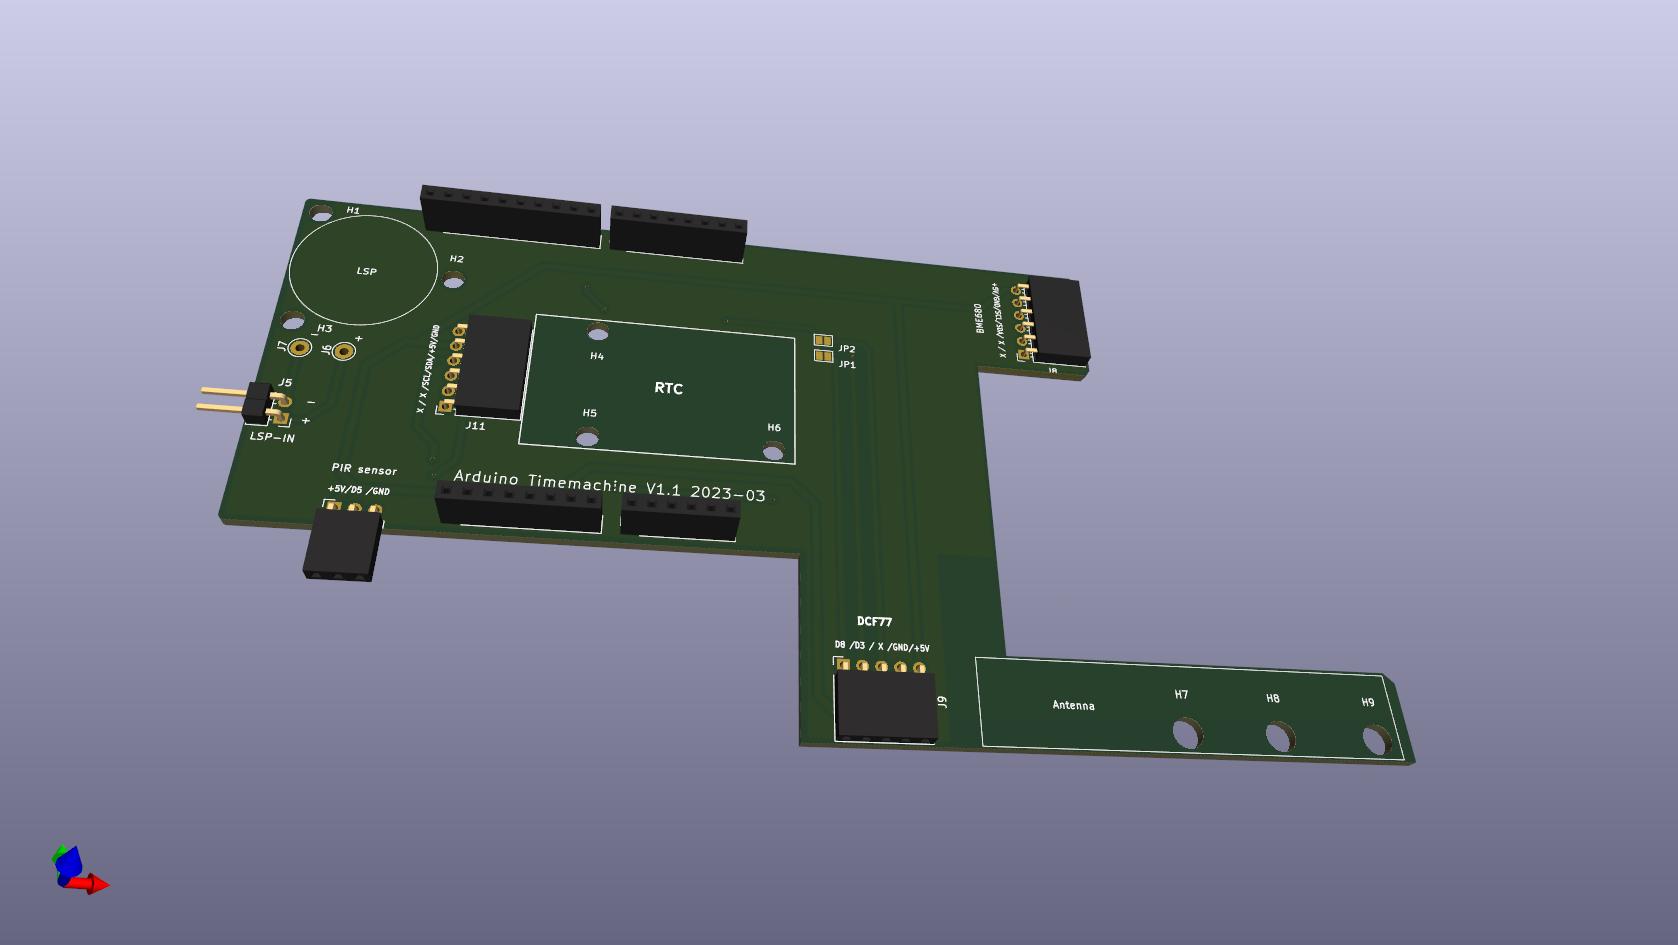 H1
LSP
H2
H3
−
+
J7
J6
J5
−
+
LSP-IN
X / X /SCL/SDA/+5V/GND
J11
H4
RTC
H5
H6
JP2
JP1
BME680
J8
PIR sensor
+5V/D5 /GND
Arduino Timemachine V1.1 2023-03
DCF77
D8 /D3 / X /GND/+5V
J9
Antenna
H7
H8
H9